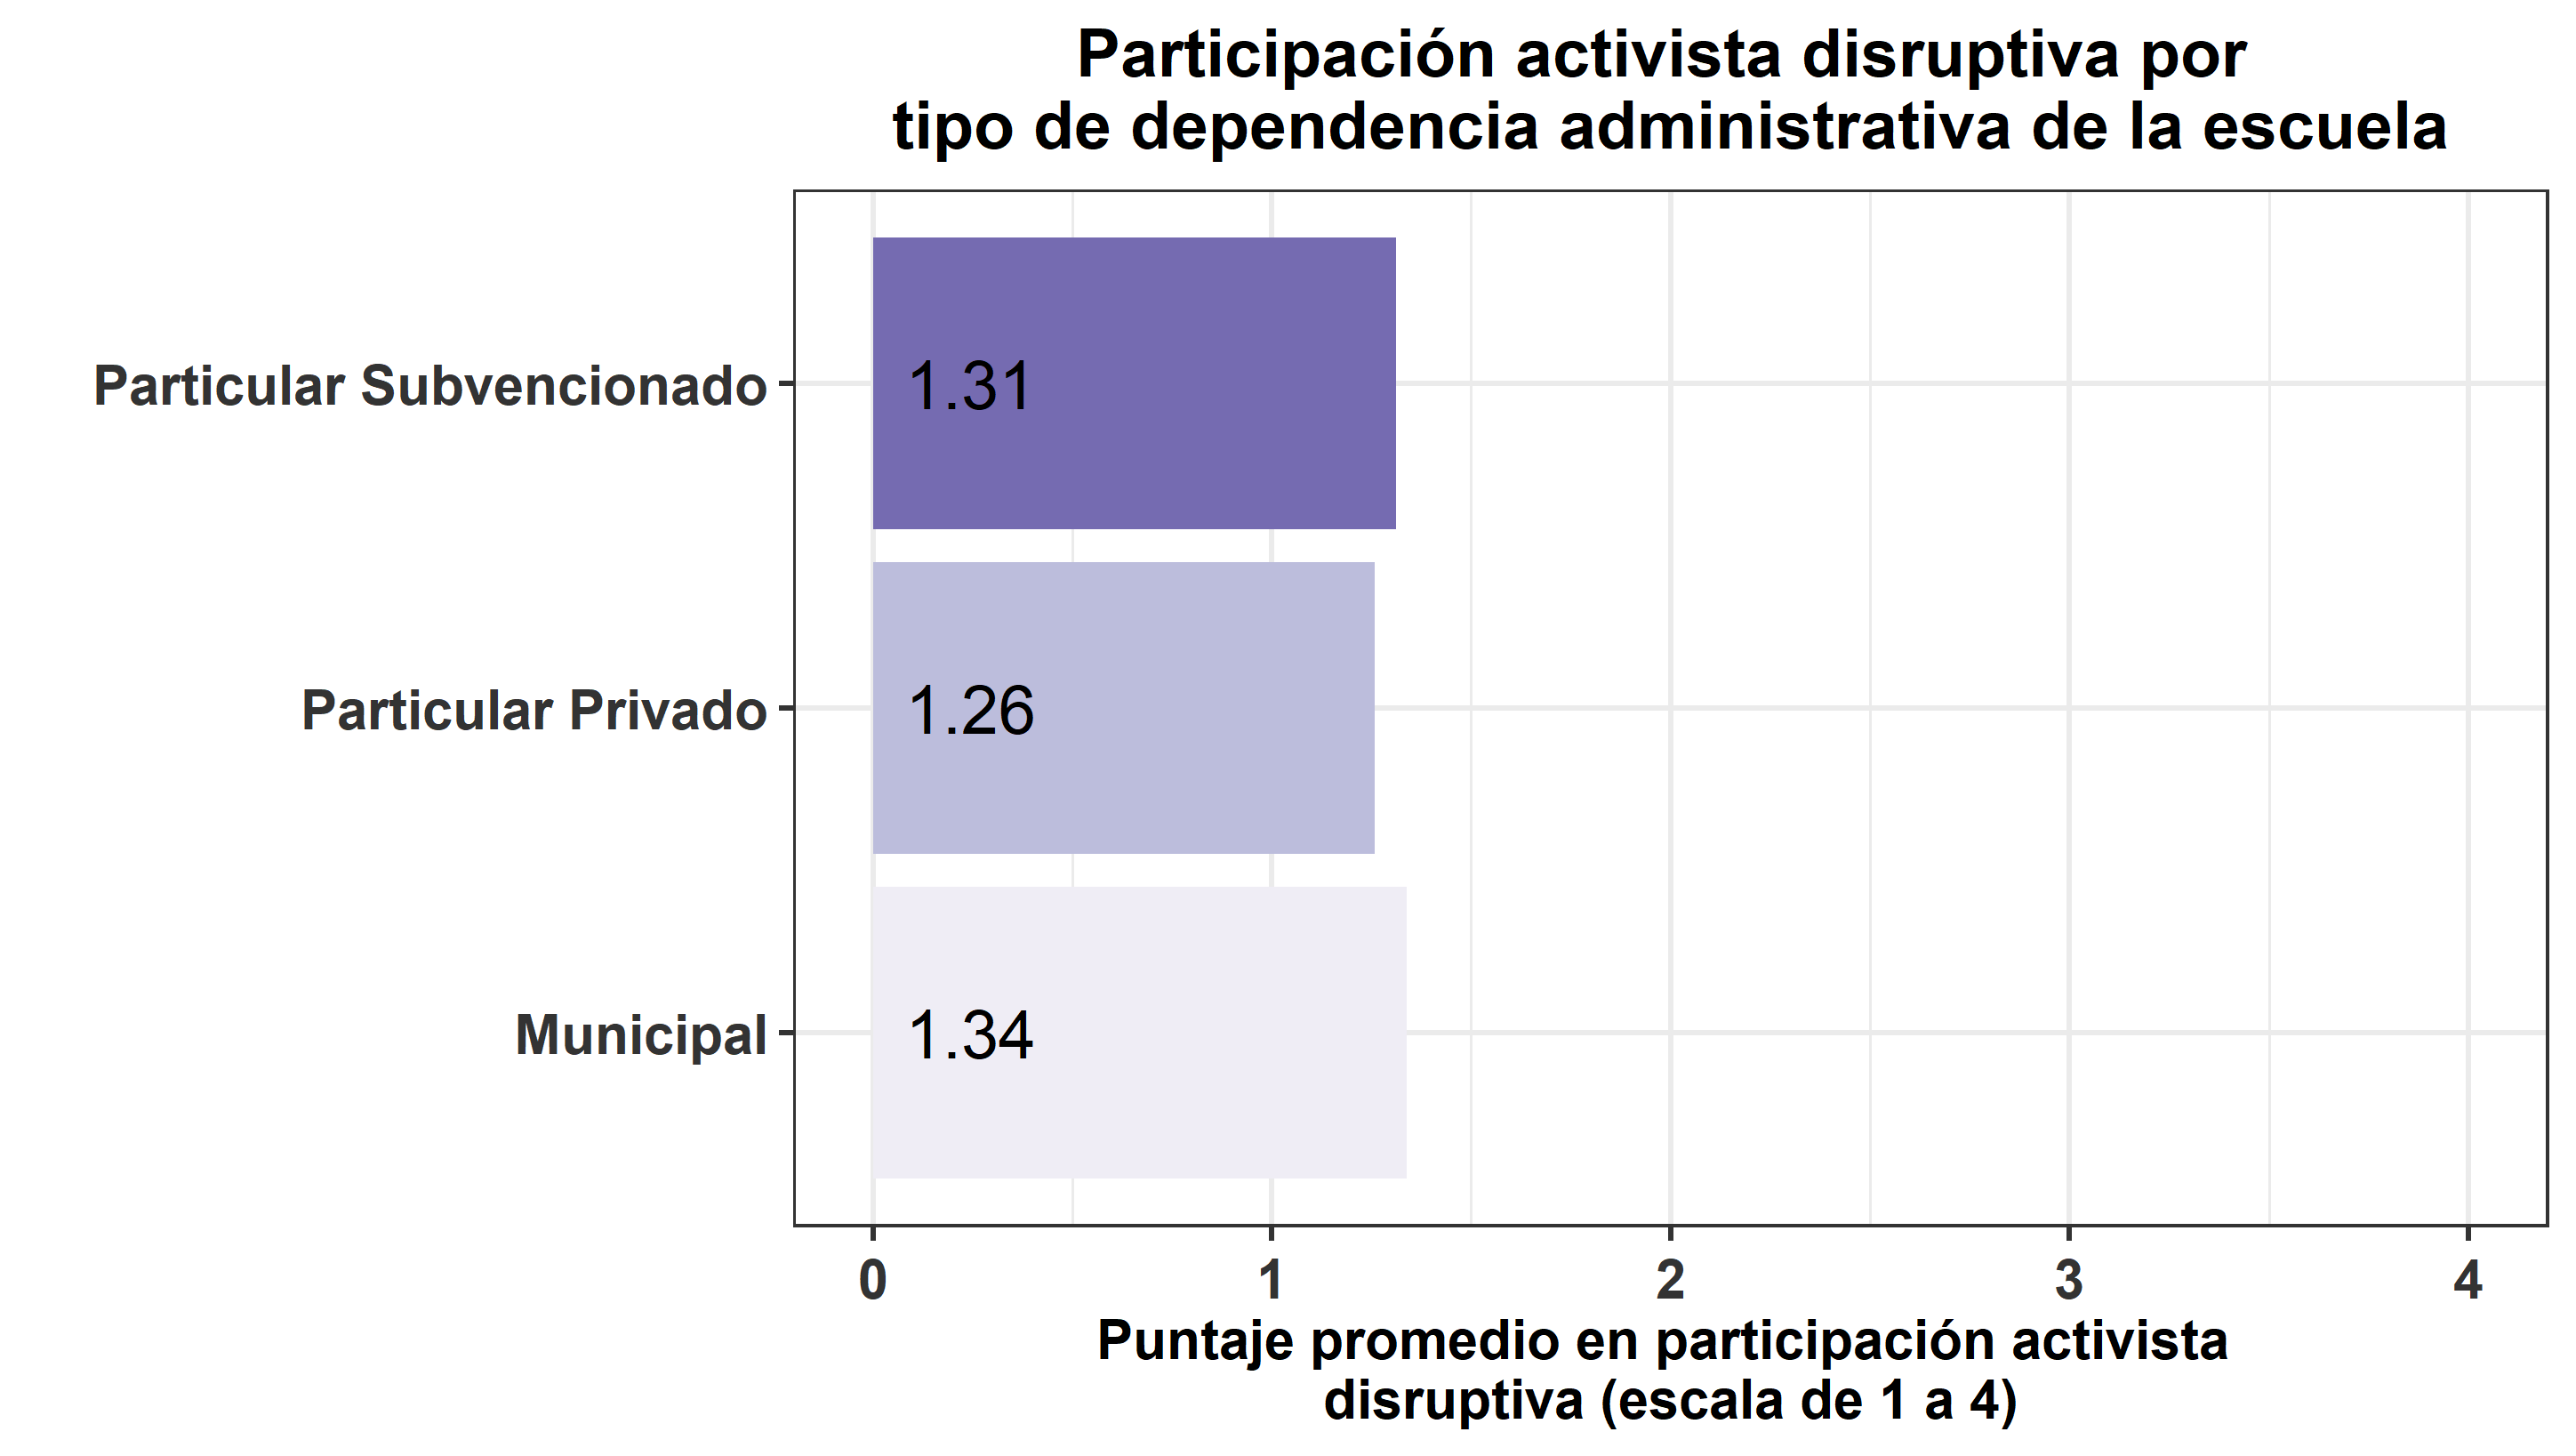 Participación activista disruptiva por
tipo de dependencia administrativa de la escuela
Particular Subvencionado
1.31
Particular Privado
1.26
Municipal
1.34
0 1 2 3 4
Puntaje promedio en participación activista
disruptiva (escala de 1 a 4)